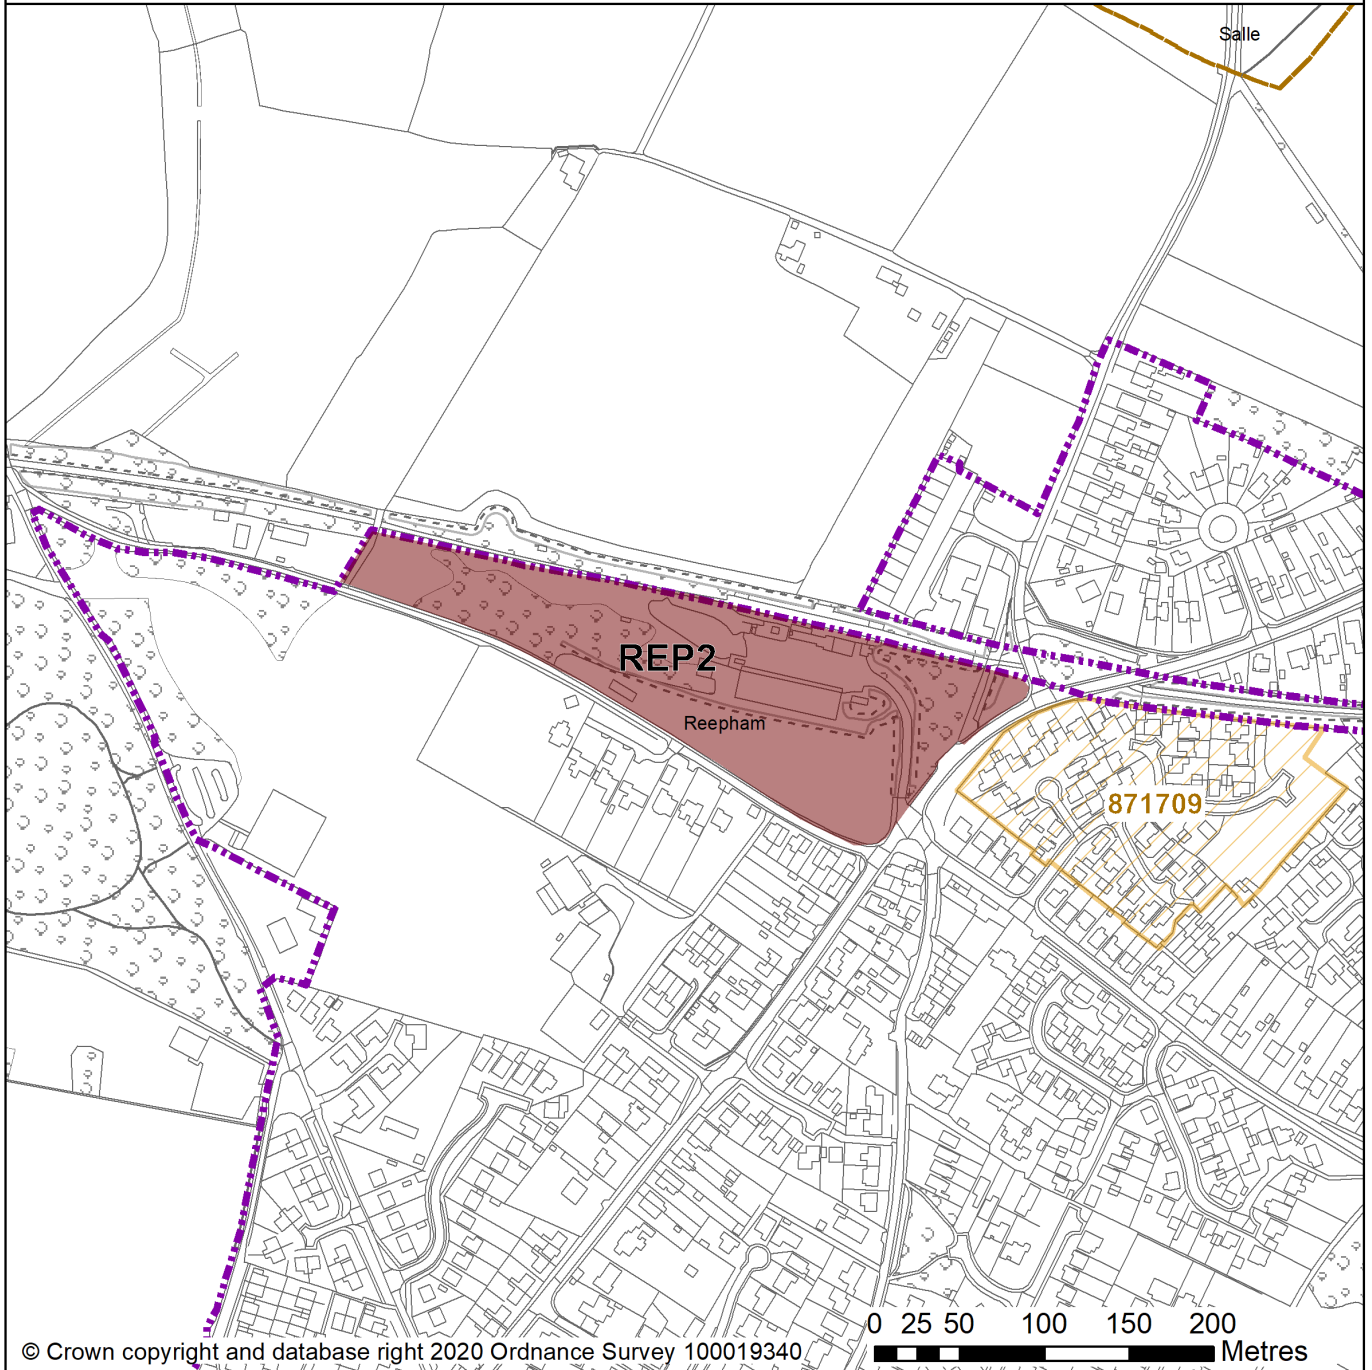 Salle
REP2
Reepham
871709
0 25 50 100 150 200
Metres
© Crown copyright and database right 2020 Ordnance Survey 100019340